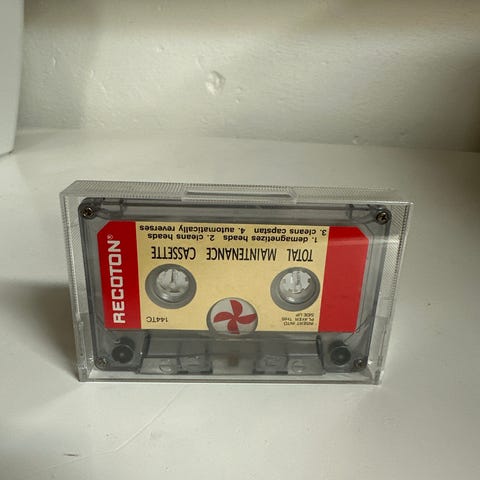 RECOTON®
1. demagnetizes heads 2. cleans heads
3. cleans capstan 4. automatically reverses
TOTAL MAINTENANCE CASSETTE
144TC
INSERT INTO
PLAYER THIS
SIDE UP